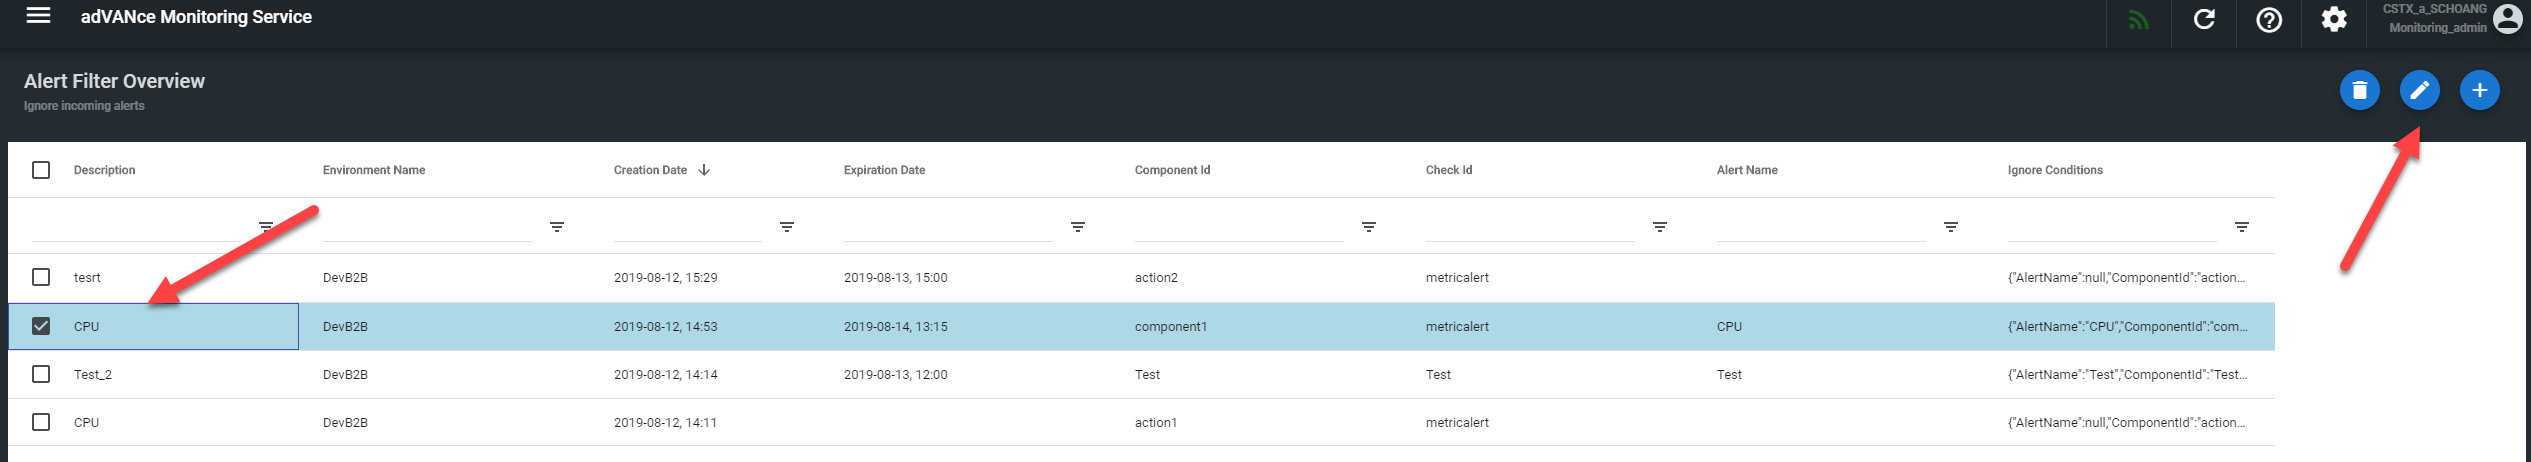 adVANce Monitoring Service
CSTX_a_SCHOANG
Monitoring_admin
Alert Filter Overview
Ignore incoming alerts
Description Environment Name Creation Date Expiration Date Component Id Check Id Alert Name Ignore Conditions
tesrt DevB2B 2019-08-12, 15:29 2019-08-13, 15:00 action2 metricalert {"AlertName":null,"ComponentId":"action...
CPU DevB2B 2019-08-12, 14:53 2019-08-14, 13:15 component1 metricalert CPU {"AlertName":"CPU","ComponentId":"com...
Test_2 DevB2B 2019-08-12, 14:14 2019-08-13, 12:00 Test Test Test {"AlertName":"Test","ComponentId":"Test...
CPU DevB2B 2019-08-12, 14:11 action1 metricalert {"AlertName":null,"ComponentId":"action...